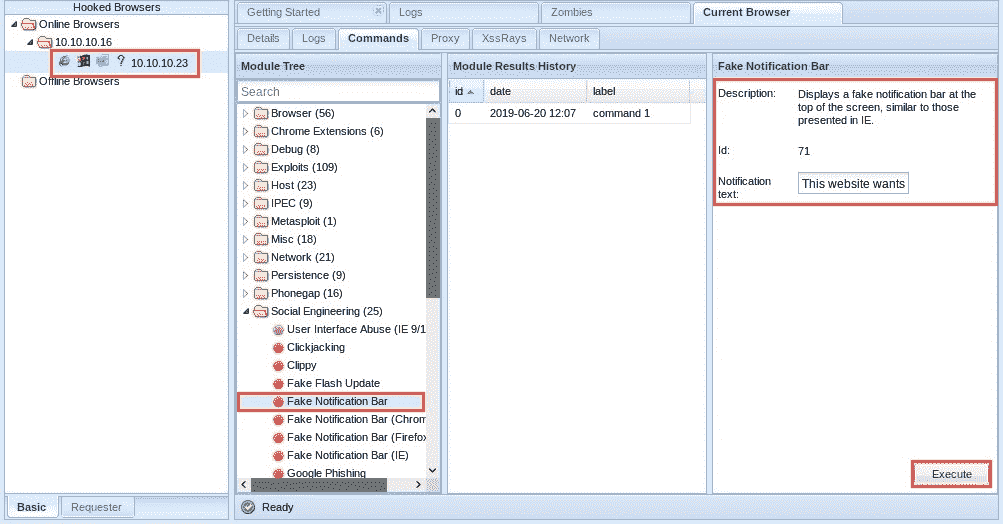 Hooked Browsers
Online Browsers
10.10.10.16
? 10.10.10.23
Offline Browsers
Basic
Requester
Getting Started
Logs
Zombies
Current Browser
Details
Logs
Commands
Proxy
XssRays
Network
Module Tree
Search
Browser (56)
Chrome Extensions (6)
Debug (8)
Exploits (109)
Host (23)
IPEC (9)
Metasploit (1)
Misc (18)
Network (21)
Persistence (9)
Phonegap (16)
Social Engineering (25)
User Interface Abuse (IE 9/1
Clickjacking
Clippy
Fake Flash Update
Fake Notification Bar
Fake Notification Bar (Chrom
Fake Notification Bar (Firefox
Fake Notification Bar (IE)
Google Phishing
Module Results History
id date label
0 2019-06-20 12:07 command 1
Fake Notification Bar
Description: Displays a fake notification bar at the
top of the screen, similar to those
presented in IE.
Id: 71
Notification
text:
This website wants
Execute
Ready